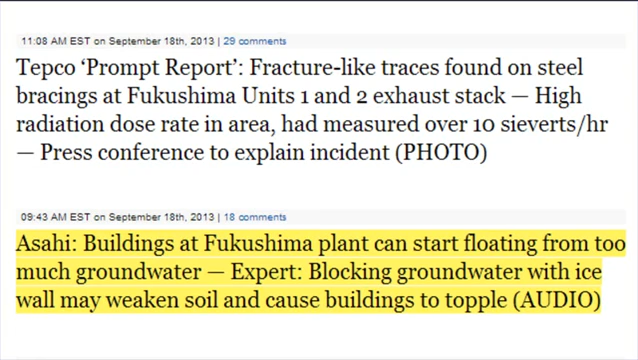 11:08 AM EST on September 18th, 2013 | 29 comments
Tepco ‘Prompt Report’: Fracture-like traces found on steel
bracings at Fukushima Units 1 and 2 exhaust stack — High
radiation dose rate in area, had measured over 10 sieverts/hr
— Press conference to explain incident (PHOTO)
09:43 AM EST on September 18th, 2013 | 18 comments
Asahi: Buildings at Fukushima plant can start floating from too
much groundwater — Expert: Blocking groundwater with ice
wall may weaken soil and cause buildings to topple (AUDIO)